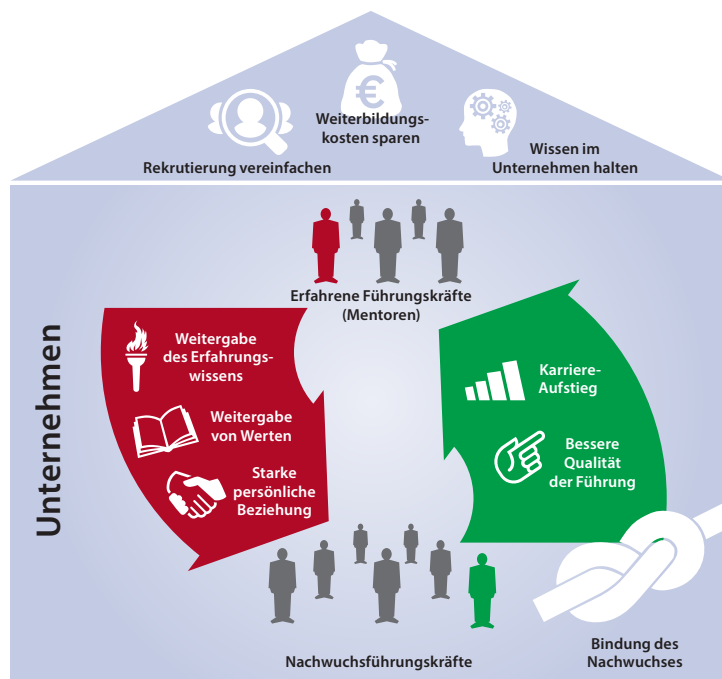 Weiterbildungs-
kosten sparen
Rekrutierung vereinfachen
Wissen im
Unternehmen halten
Erfahrene Führungskräfte
(Mentoren)
Unternehmen
Weitergabe
des Erfahrungs-
wissens
Weitergabe
von Werten
Starke
persönliche
Beziehung
Karriere-
Aufstieg
Bessere
Qualität
der Führung
Nachwuchsführungskräfte
Bindung des
Nachwuchses